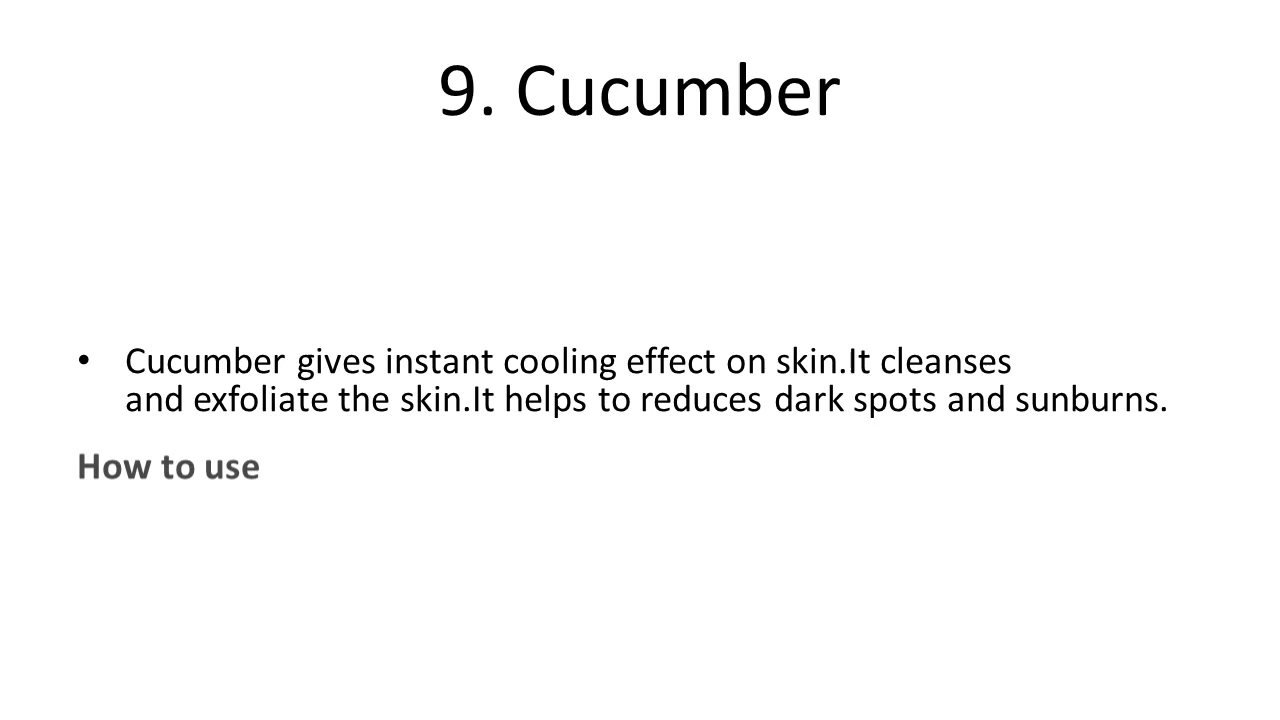 9. Cucumber
• Cucumber gives instant cooling effect on skin.It cleanses
and exfoliate the skin.It helps to reduces dark spots and sunburns.
How to use